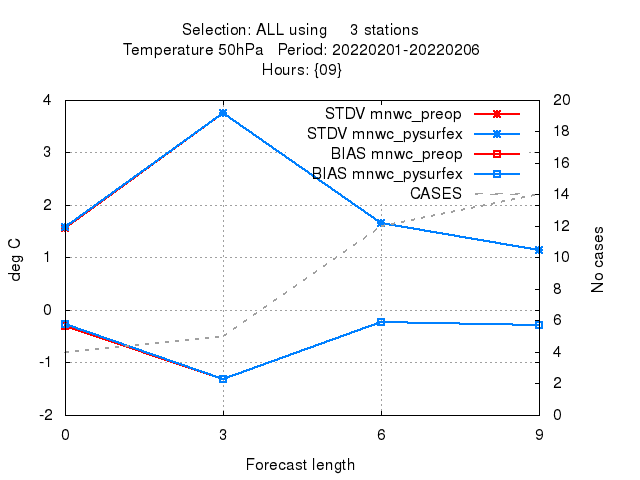 Selection: ALL using 3 stations
Temperature 50hPa Period: 20220201-20220206
Hours: {09}
4 20
STDV mnwc_preop
18
STDV mnwc_pysurfex
3 16
BIAS mnwc_preop
BIAS mnwc_pysurfex
CASES 14
2
12
deg C 1 10 No cases
8
0 6
-1 4
2
-2 0
0 3 6 9
Forecast length